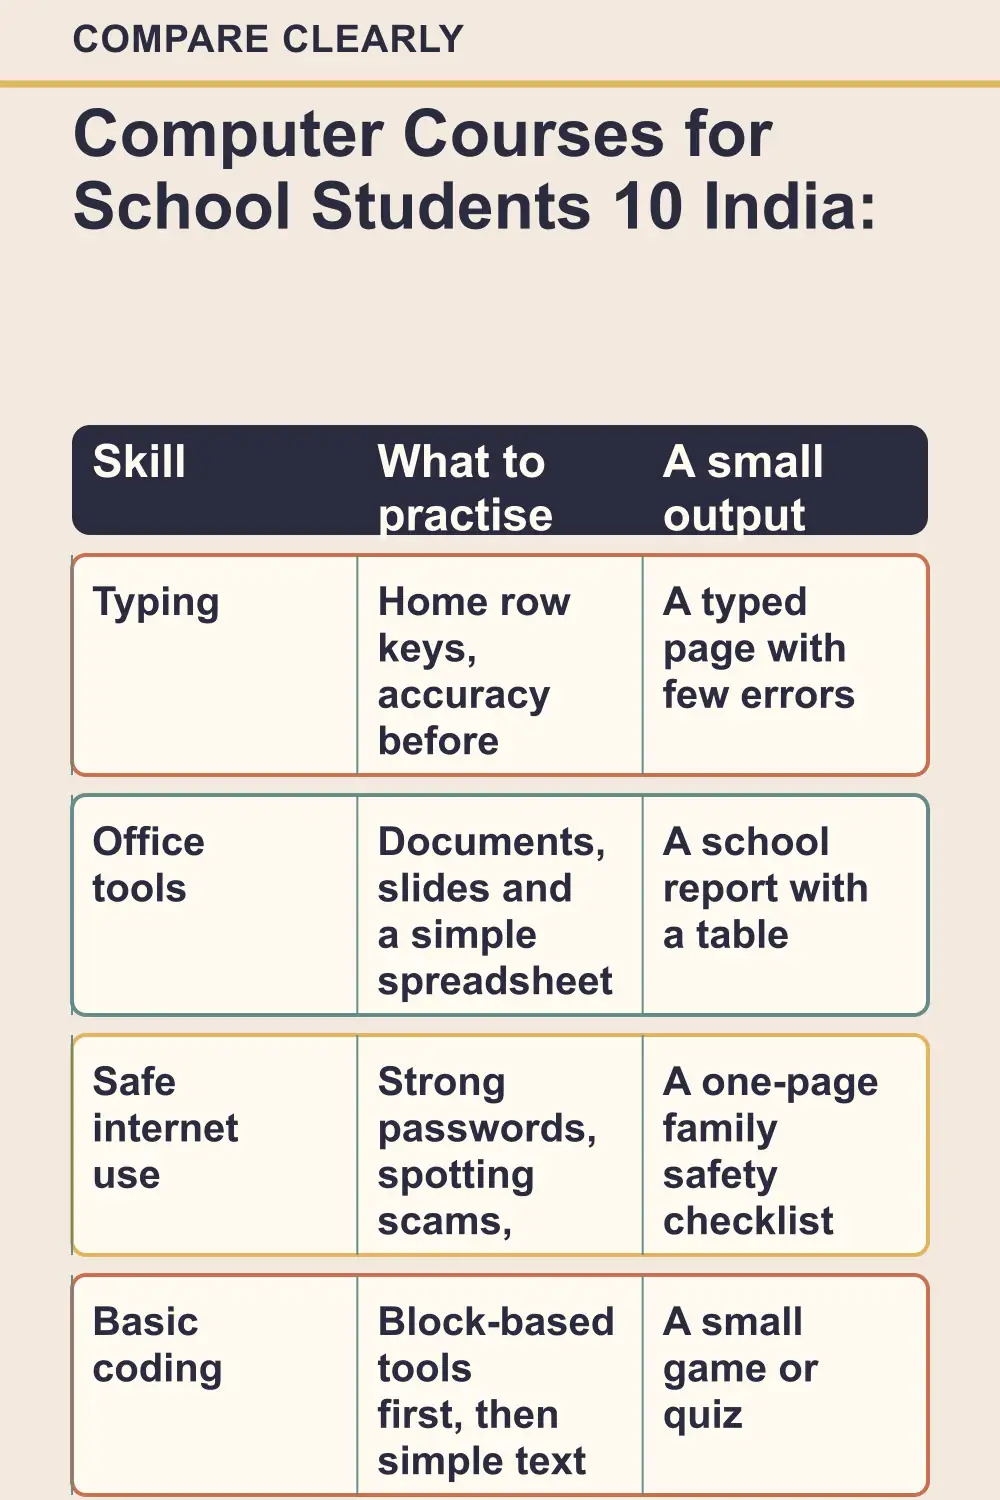 COMPARE CLEARLY
Computer Courses for
School Students 10 India:
Skill
What to
practise
A small
output
Typing
Home row
keys,
accuracy
before
A typed
page with
few errors
Office
tools
Documents,
slides and
a simple
spreadsheet
A school
report with
a table
Safe
internet
use
Strong
passwords,
spotting
scams,
A one-page
family
safety
checklist
Basic
coding
Block-based
tools
first, then
simple text
A small
game or
quiz